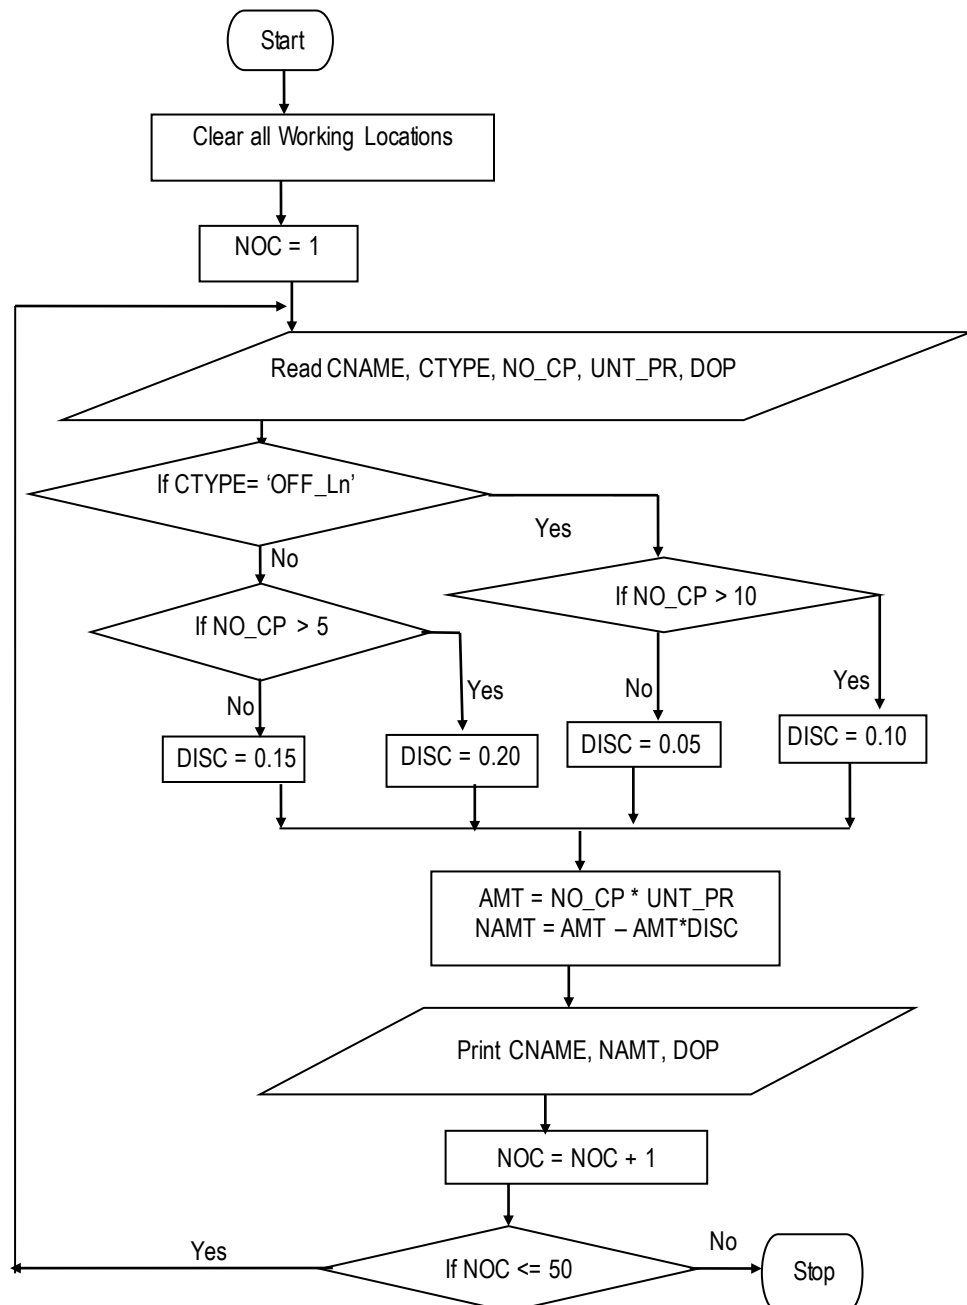 Start
Clear all Working Locations
NOC = 1
Read CNAME, CTYPE, NO_CP, UNT_PR, DOP
If CTYPE= ‘OFF_Ln’
Yes
No
If NO_CP > 10
If NO_CP > 5
No
Yes
Yes
No
DISC = 0.15
DISC = 0.20
DISC = 0.05
DISC = 0.10
AMT = NO_CP * UNT_PR
NAMT = AMT – AMT*DISC
Print CNAME, NAMT, DOP
NOC = NOC + 1
Yes
If NOC <= 50
No
Stop